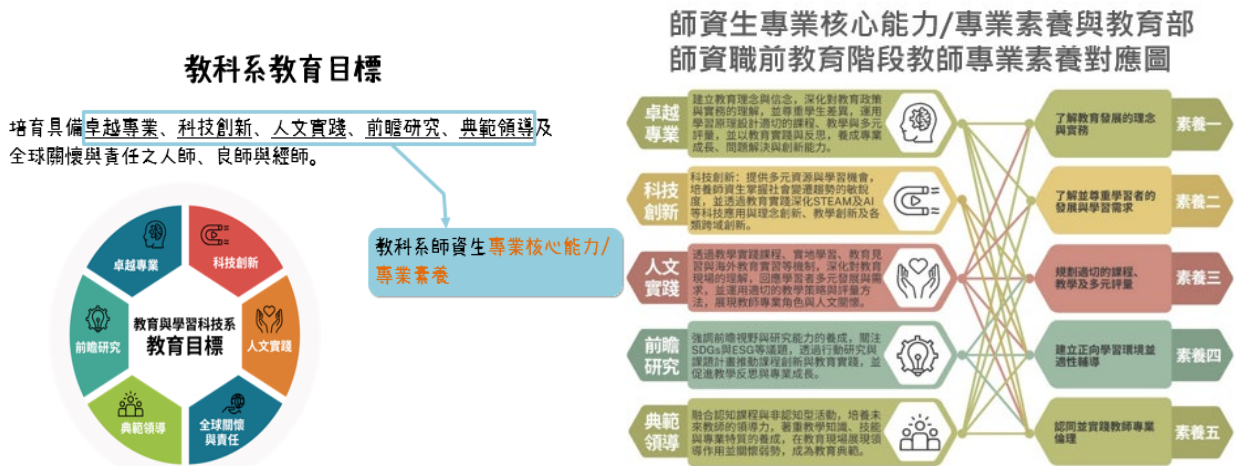 教科系教育目標
培育具備卓越專業、科技創新、人文實踐、前瞻研究、典範領導及
全球關懷與責任之人師、良師與經師。
教科系師資生專業核心能力/
專業素養
卓越專業
科技創新
前瞻研究
教育與學習科技系
教育目標
人文實踐
典範領導
全球關懷
與責任
師資生專業核心能力/專業素養與教育部
師資職前教育階段教師專業素養對應圖
卓越
專業
建立教育理念與信念，深化對教育政策
與實務的理解，並尊重學生差異，運用
學習原理設計適切的課程、教學與多元
評量，並以教育實踐與反思，養成專業
成長、問題解決與創新能力。
了解教育發展的理念
與實務
素養一
科技
創新
科技創新：提供多元資源與學習機會，
培養師資生掌握社會變遷趨勢的敏銳
度，並透過教育實踐深化STEAM及AI
等科技應用與理念創新、教學創新及各
類跨域創新。
了解並尊重學習者的
發展與學習需求
素養二
人文
實踐
透過教學實踐課程、實地學習、教育見
習與海外教育實習等機制，深化對教育
現場的理解，回應學習者多元發展與需
求，並運用適切的教學策略與評量方
法，展現教師專業角色與人文關懷。
規劃適切的課程、
教學及多元評量
素養三
前瞻
研究
強調前瞻視野與研究能力的養成，關注
SDGs與ESG等議題，透過行動研究與
課題計畫推動課程創新與教育實踐，並
促進教學反思與專業成長。
建立正向學習環境並
適性輔導
素養四
典範
領導
融合認知課程與非認知型活動，培養未
來教師的領導力，著重教學知識、技能
與專業特質的養成，在教育現場展現領
導作用並關懷弱勢，成為教育典範。
認同並實踐教師專業
倫理
素養五